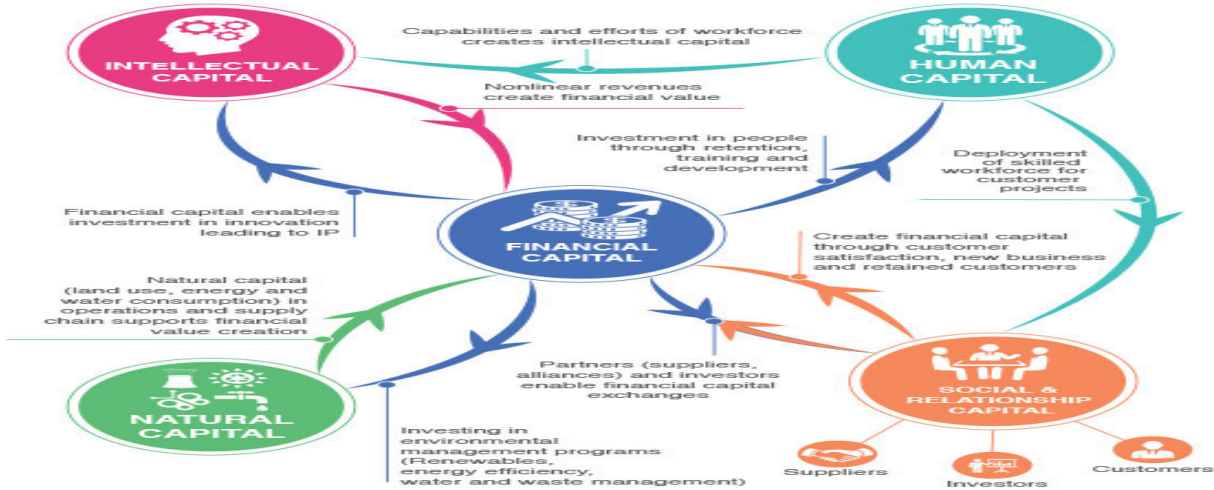 INTELLECTUAL
CAPITAL
Capabilities and efforts of workforce
creates intellectual capital
HUMAN
CAPITAL
Nonlinear revenues
create financial value
Investment in people
through retention,
training and
development
Deployment
of skilled
workforce for
customer
projects
Financial capital enables
investment in innovation
leading to IP
FINANCIAL
CAPITAL
Create financial capital
through customer
satisfaction, new business
and retained customers
Natural capital
(land use, energy and
water consumption) in
operations and supply
chain supports financial
value creation
Partners (suppliers,
alliances) and investors
enable financial capital
exchanges
NATURAL
CAPITAL
SOCIAL &
RELATIONSHIP
CAPITAL
Investing in
environmental
management programs
(Renewables,
energy efficiency,
water and waste management)
Suppliers
Investors
Customers